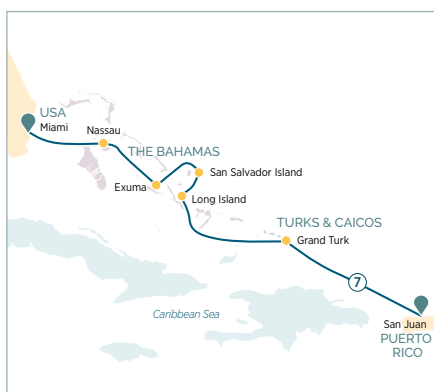 USA
Miami
Nassau
THE BAHAMAS
San Salvador Island
Exuma
Long Island
TURKS & CAICOS
Grand Turk
7
Caribbean Sea
San Juan
PUERTO
RICO